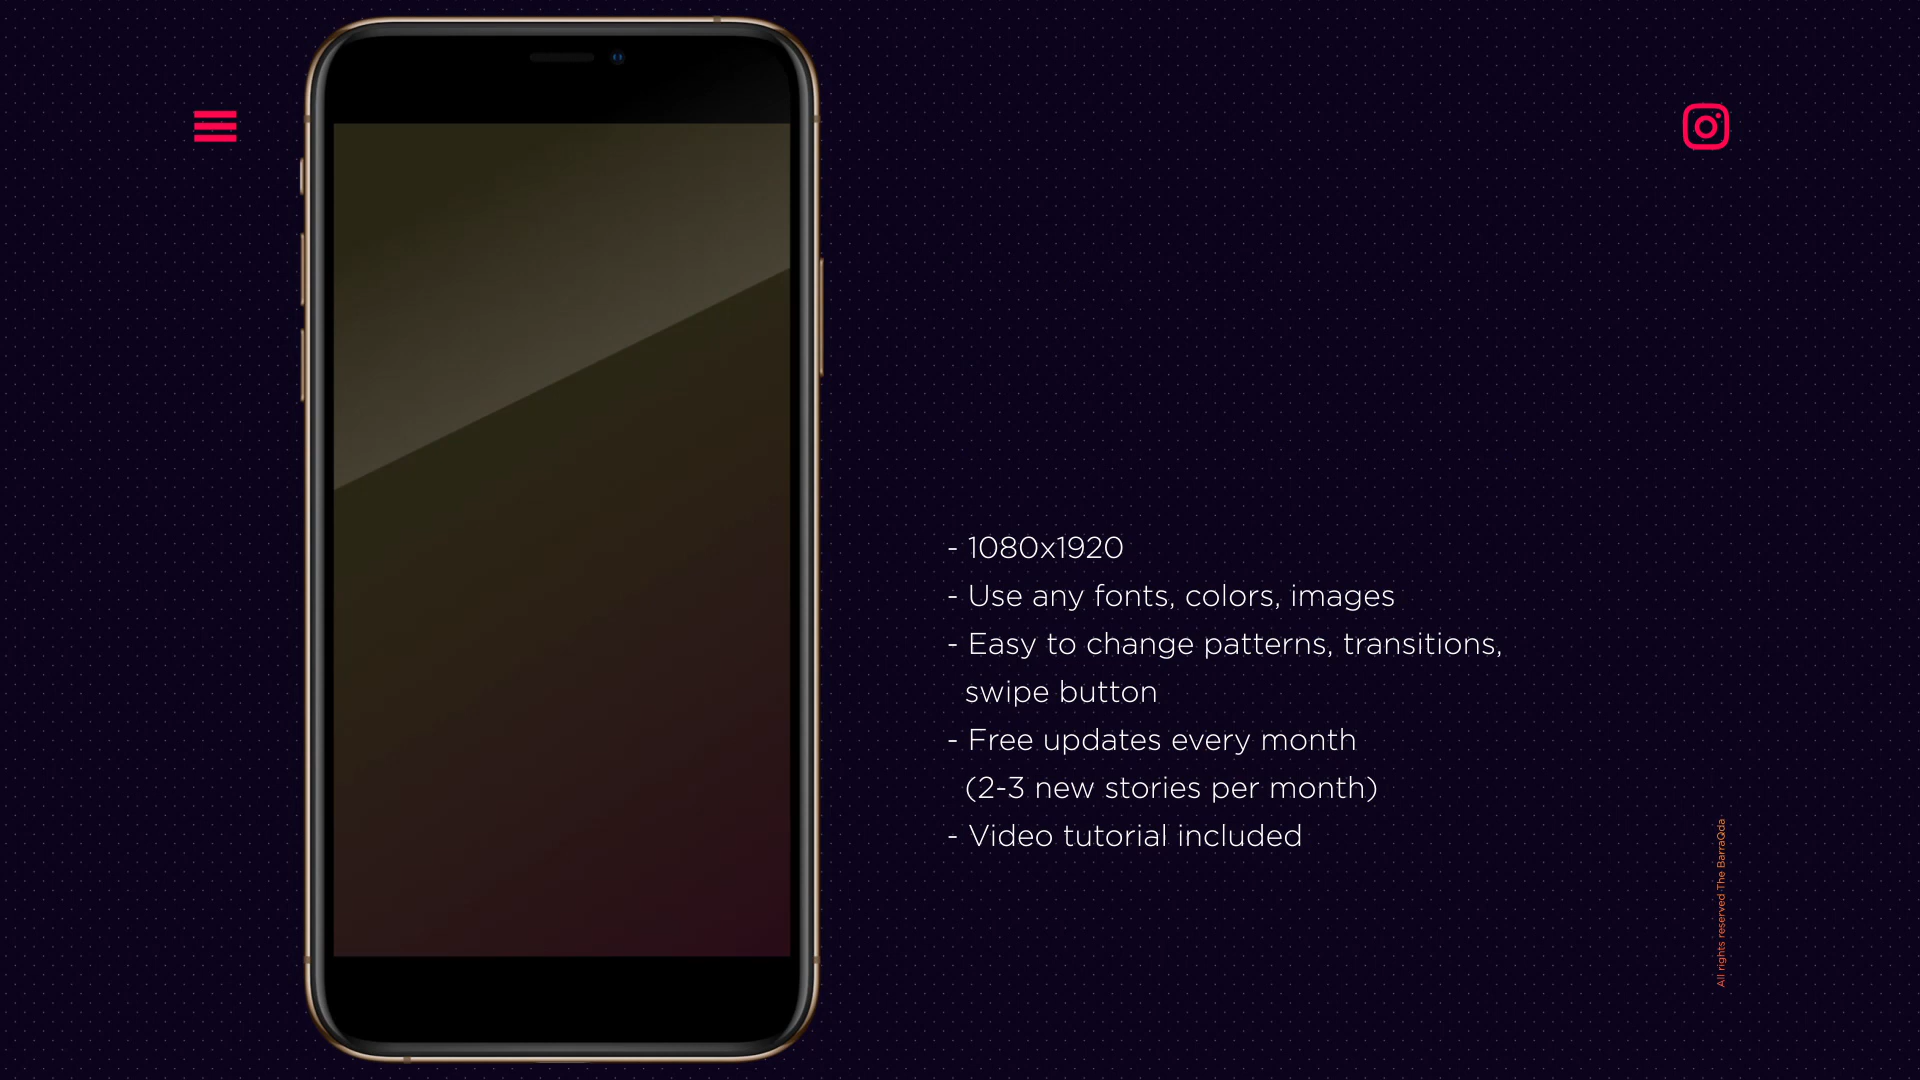 - 1080x1920
- Use any fonts, colors, images
- Easy to change patterns, transitions,
swipe button
- Free updates every month
(2-3 new stories per month)
- Video tutorial included
All rights reserved The BarraQda